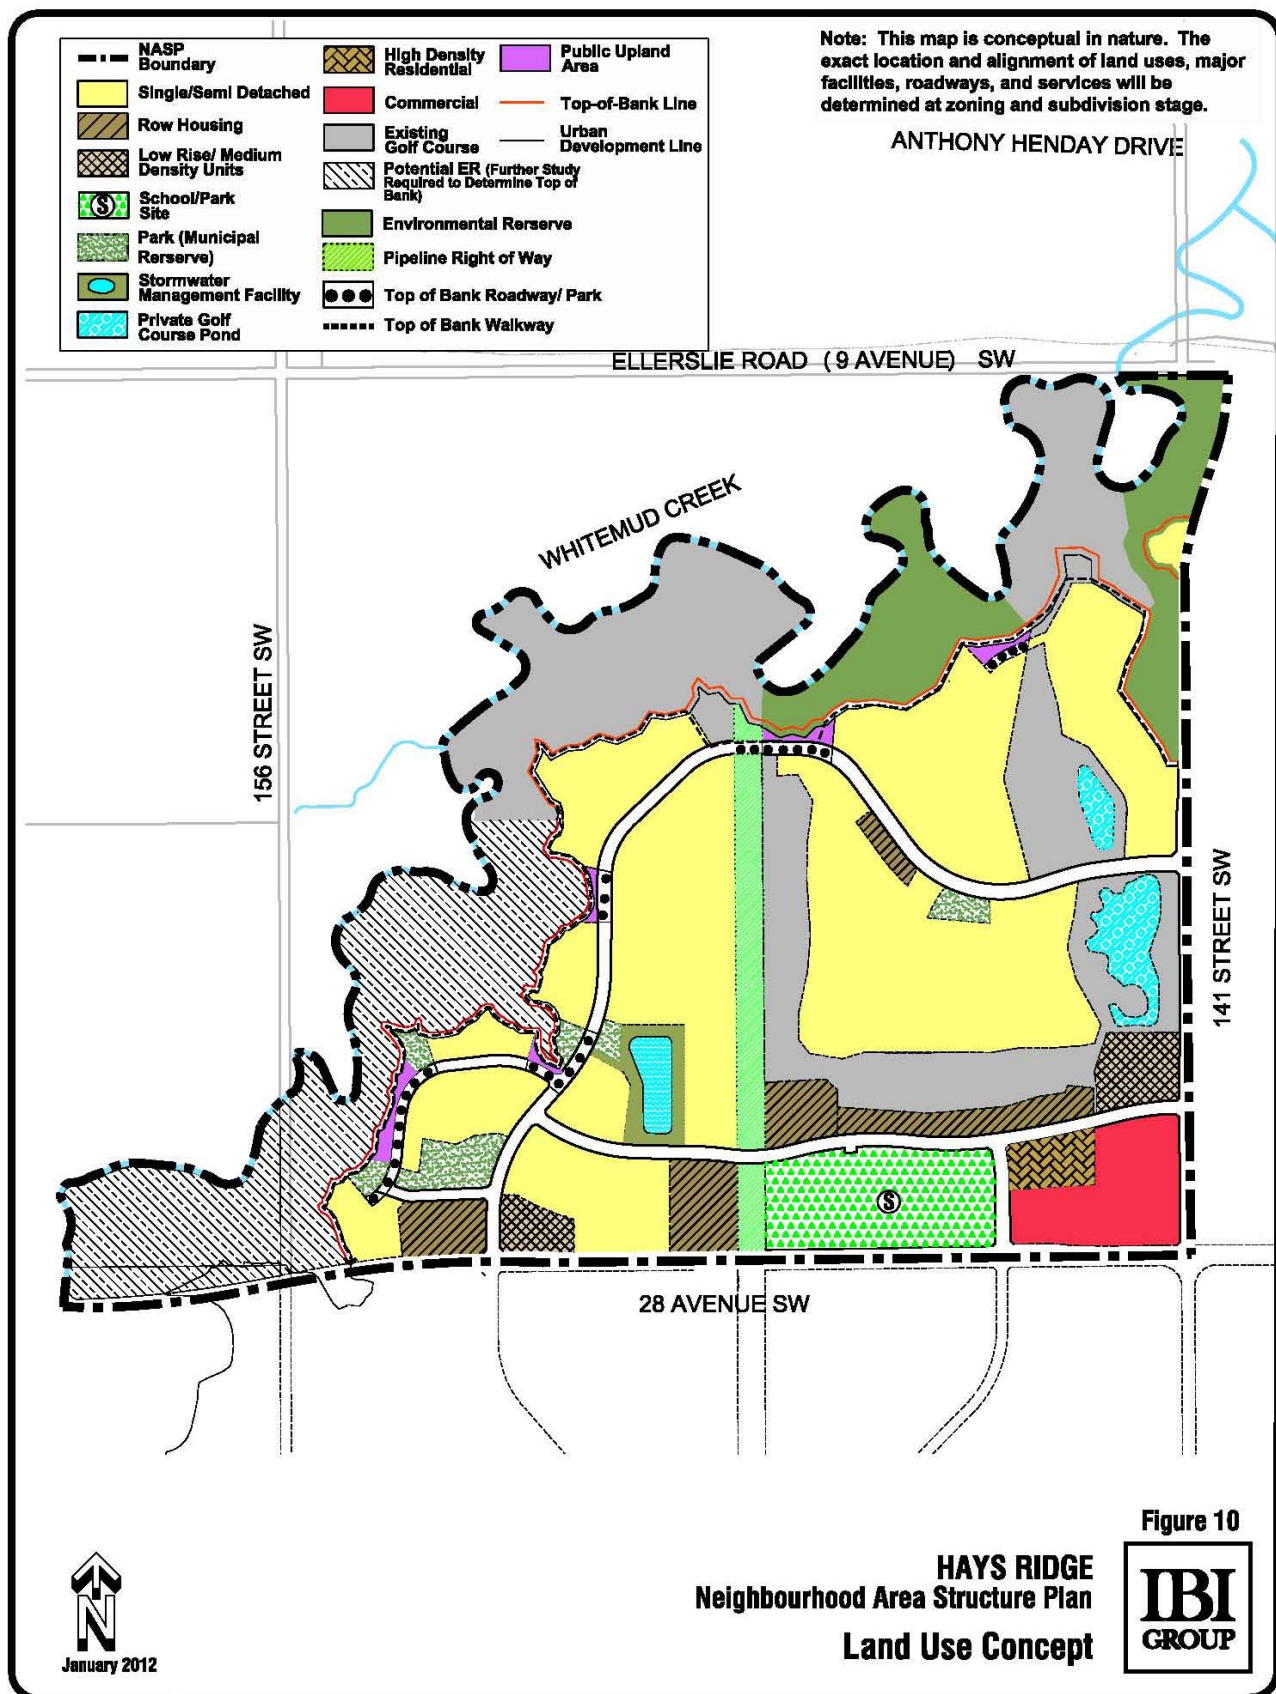 NASP
Boundary
Single/Semi Detached
Row Housing
Low Rise/ Medium
Density Units
S
School/Park
Site
Park (Municipal
Rerserve)
Stormwater
Management Facility
Private Golf
Course Pond
High Density
Residential
Commercial
Existing
Golf Course
Potential ER (Further Study
Required to Determine Top of
Bank)
Environmental Rerserve
Pipeline Right of Way
Top of Bank Roadway/ Park
Top of Bank Walkway
Public Upland
Area
Top-of-Bank Line
Urban
Development Line
Note: This map is conceptual in nature. The
exact location and alignment of land uses, major
facilities, roadways, and services will be
determined at zoning and subdivision stage.
ANTHONY HENDAY DRIVE
ELLERSLIE ROAD ( 9 AVENUE) SW
WHITEMUD CREEK
156 STREET SW
141 STREET SW
S
28 AVENUE SW
Figure 10
HAYS RIDGE
Neighbourhood Area Structure Plan
Land Use Concept
IBI
GROUP
N
January 2012